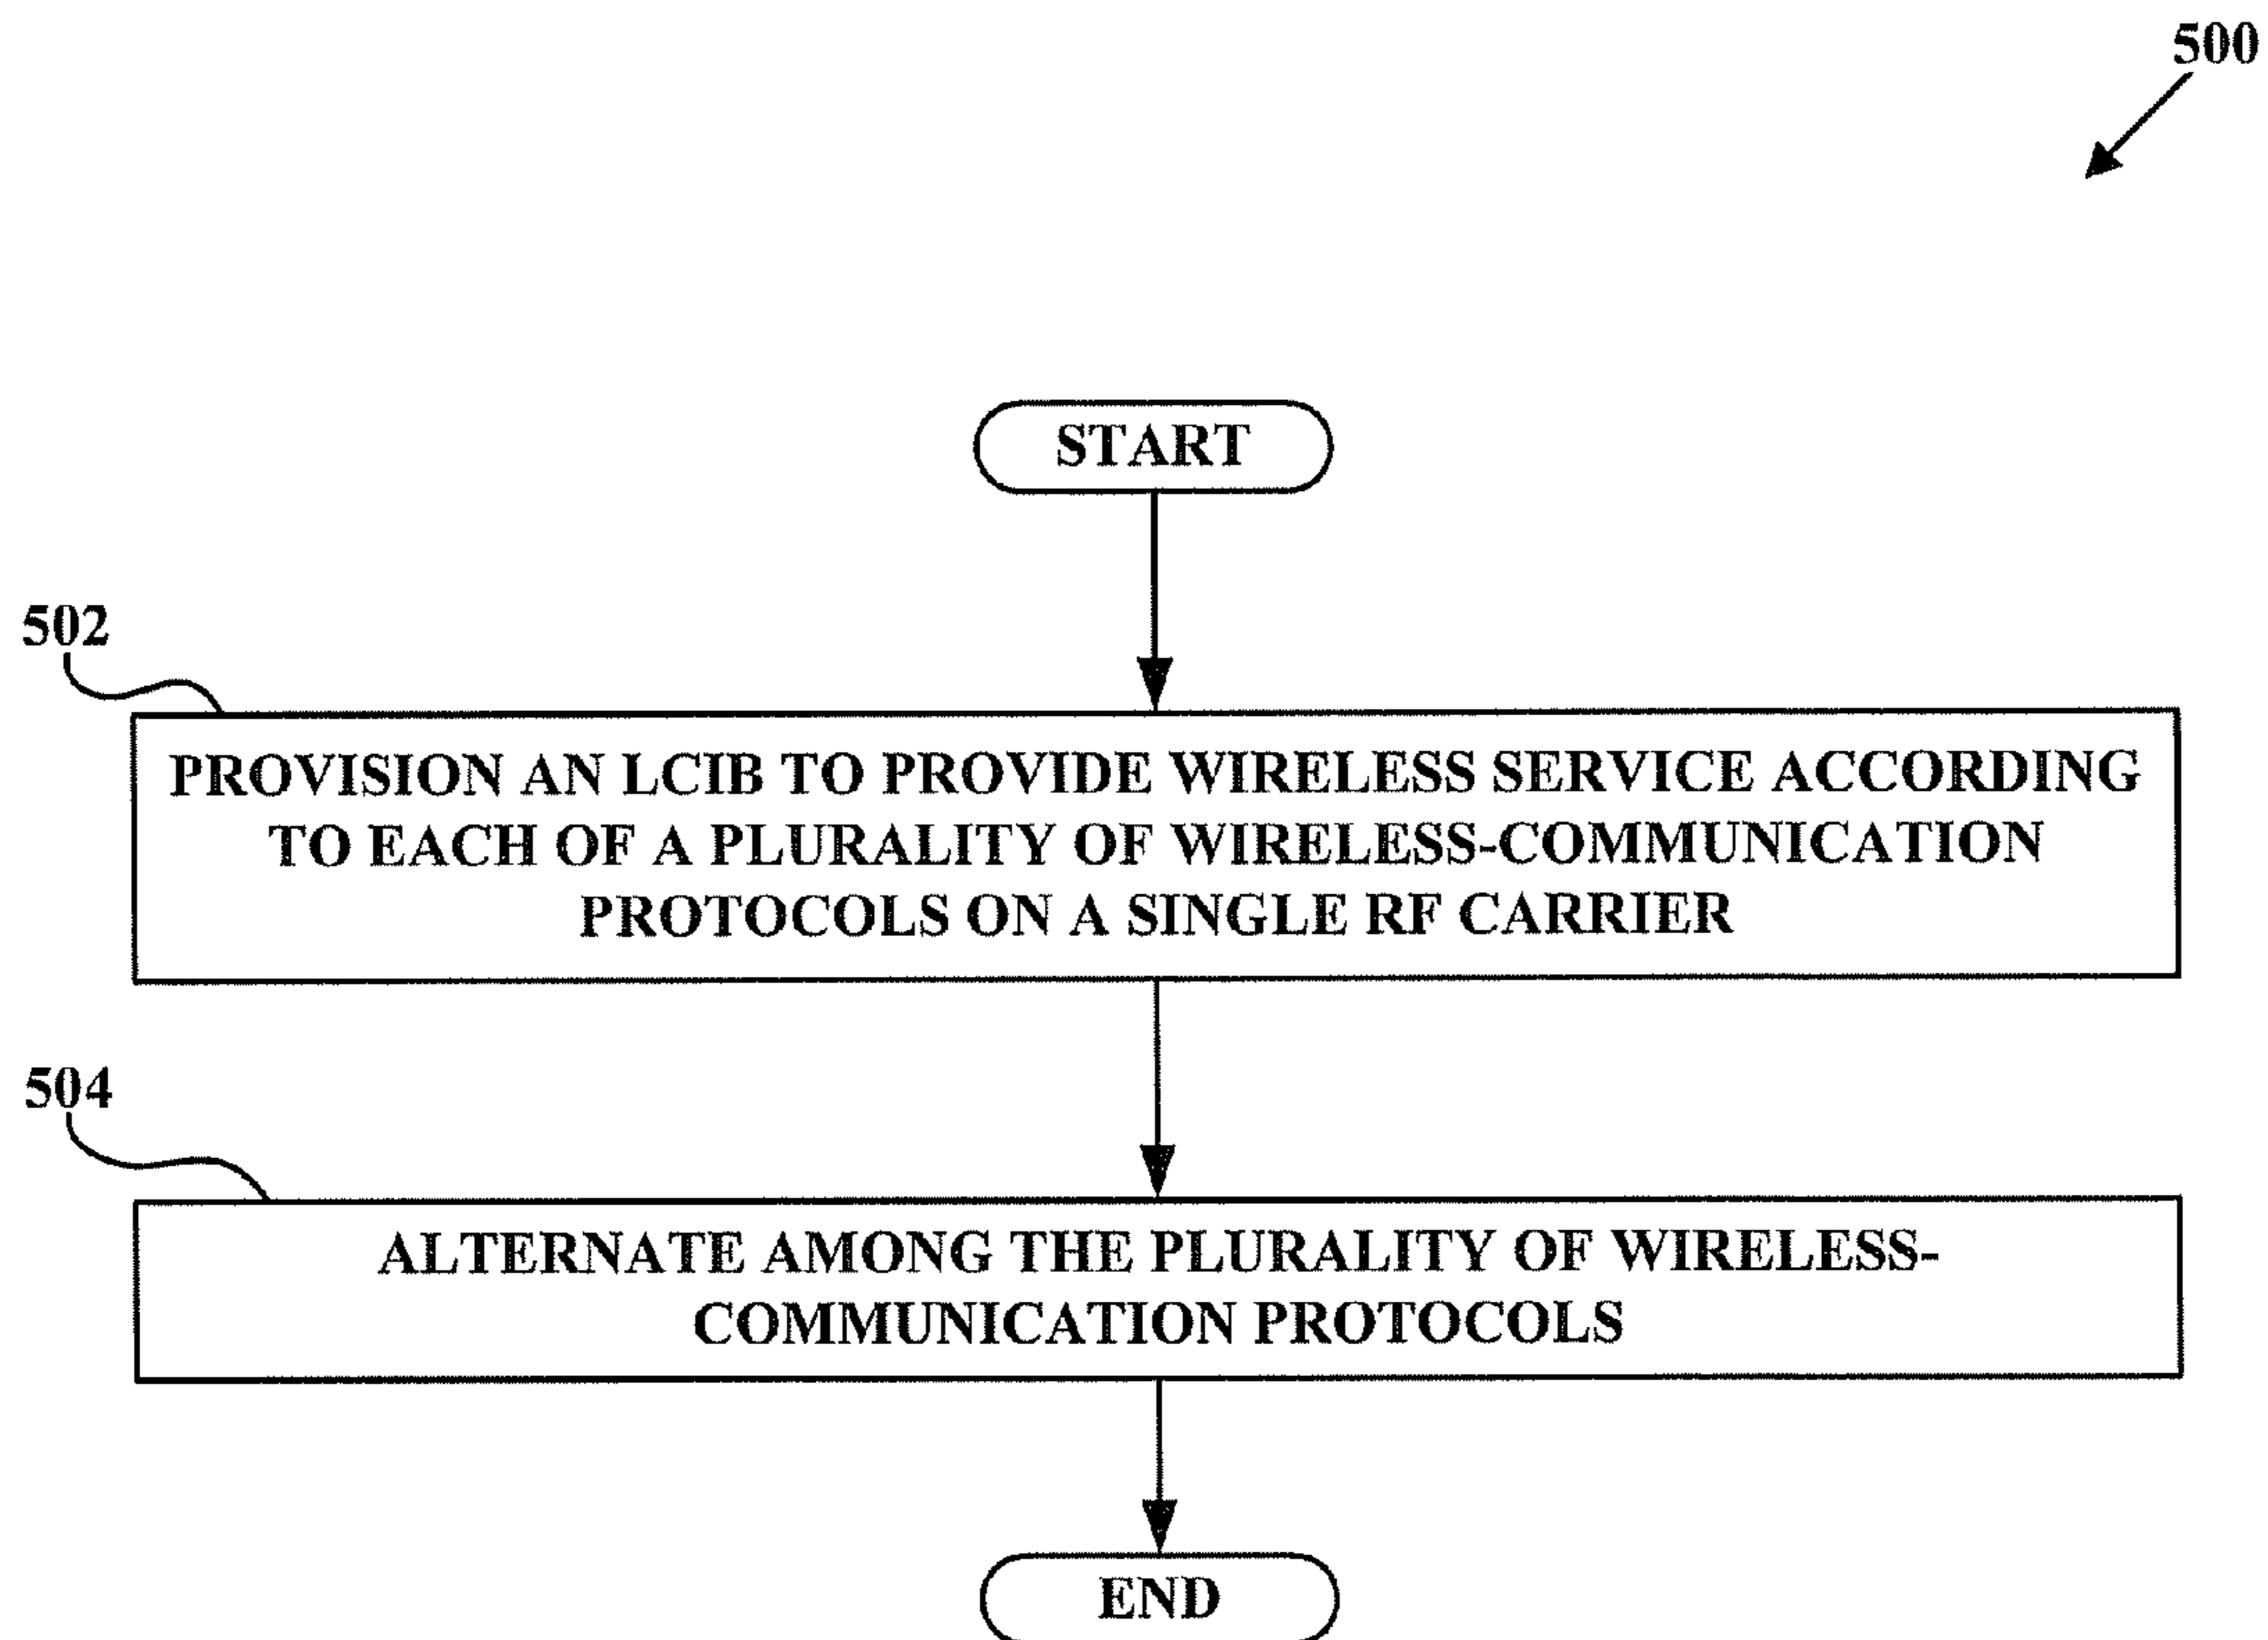 500
START
502
PROVISION AN LCIB TO PROVIDE WIRELESS SERVICE ACCORDING
TO EACH OF A PLURALITY OF WIRELESS-COMMUNICATION
PROTOCOLS ON A SINGLE RF CARRIER
504
ALTERNATE AMONG THE PLURALITY OF WIRELESS-
COMMUNICATION PROTOCOLS
END